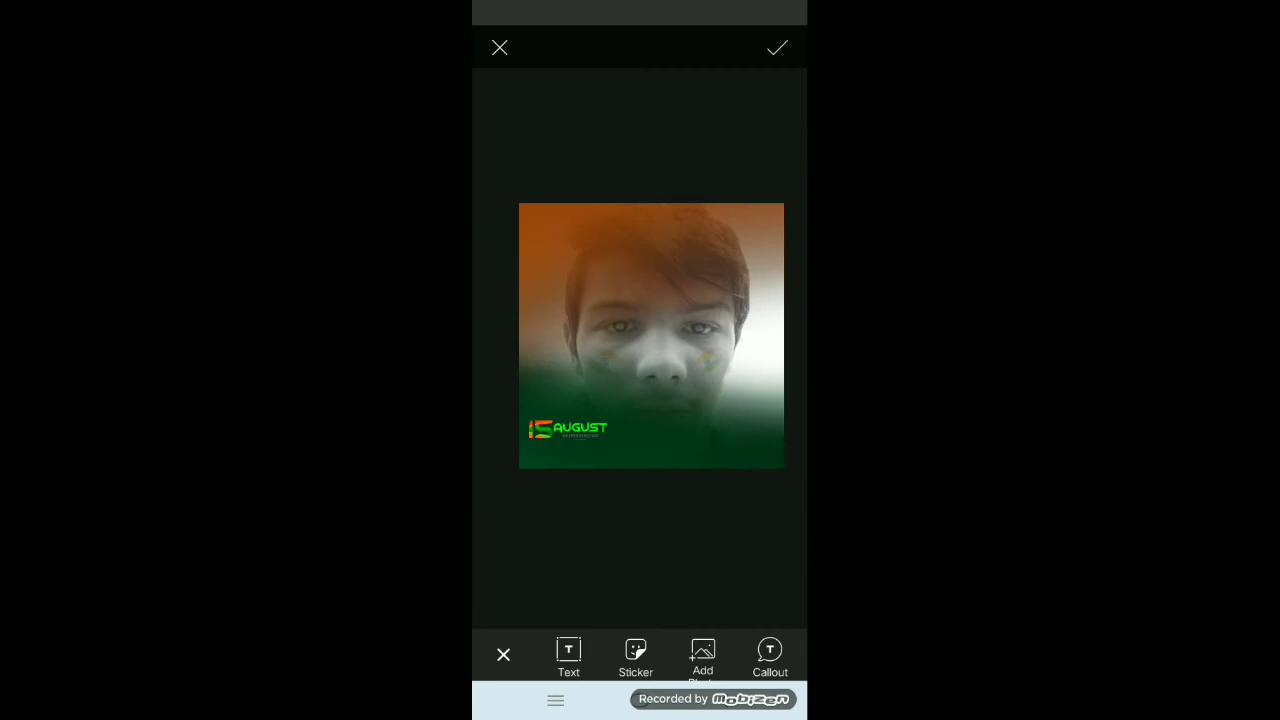 15 AUGUST
T
Text
Sticker
Add
T
Callout
Recorded by Mobizen